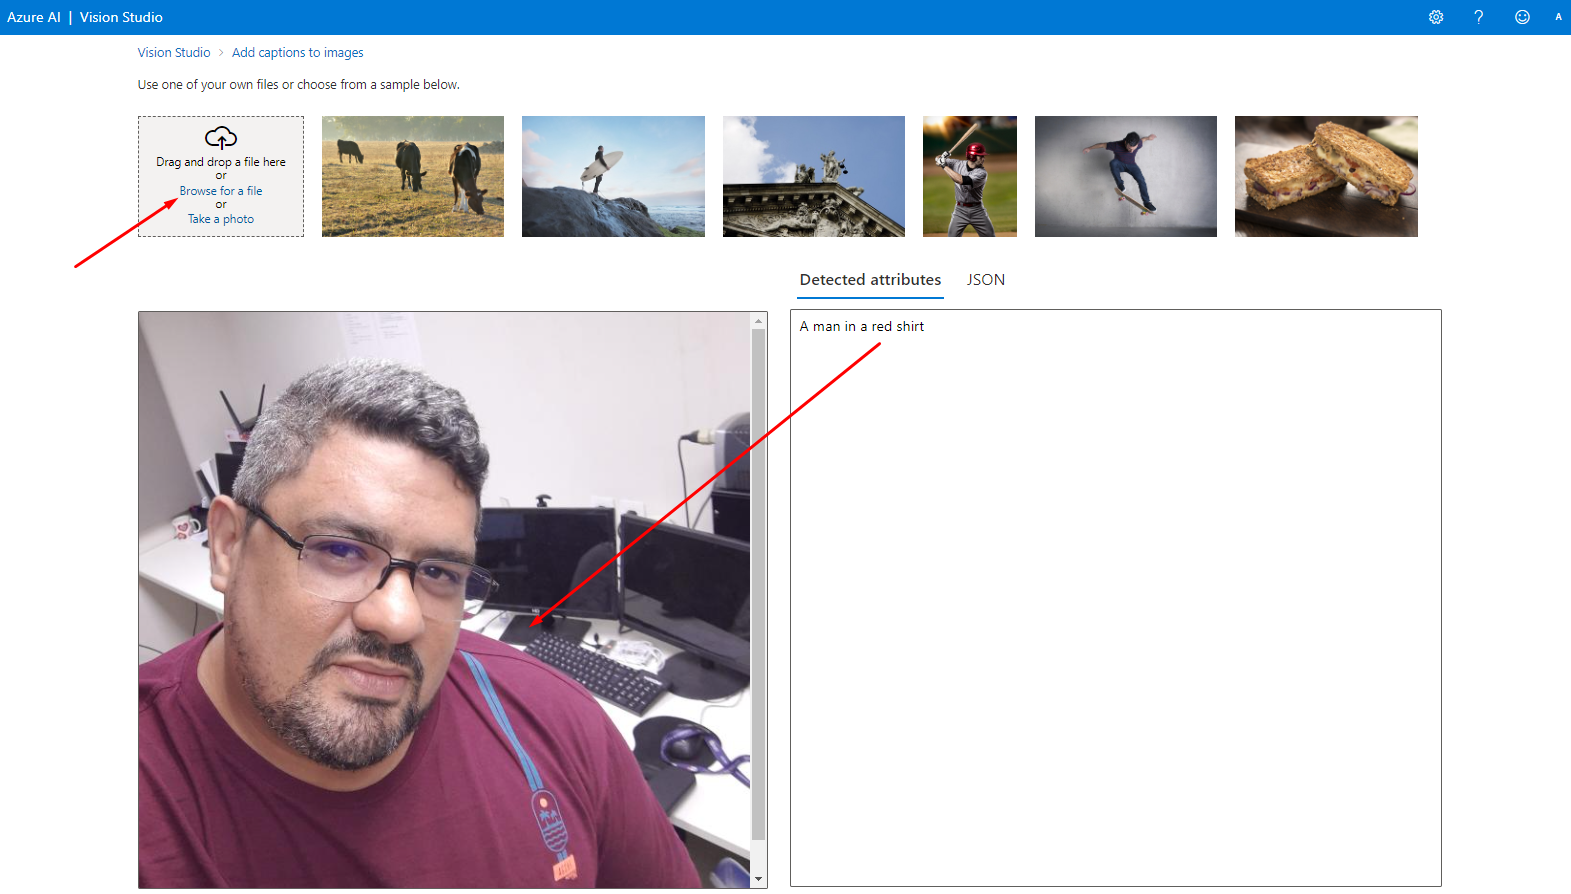 Azure AI | Vision Studio
A
Vision Studio > Add captions to images
Use one of your own files or choose from a sample below.
Drag and drop a file here
or
Browse for a file
or
Take a photo
Detected attributes JSON
A man in a red shirt